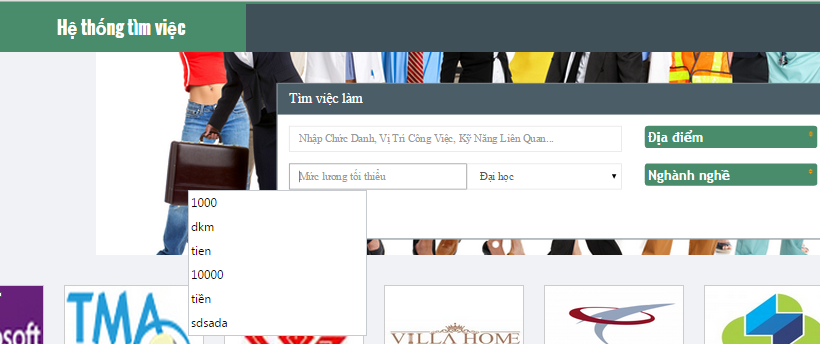 Hệ thống tìm việc
Tìm việc làm
Nhập Chức Danh, Vị Trí Công Việc, Kỹ Năng Liên Quan...
Địa điểm
Mức lương tối thiểu
Đại học
Nghành nghề
1000
dkm
tien
10000
tiền
sdsada
soft
TMA
VILLA HOME